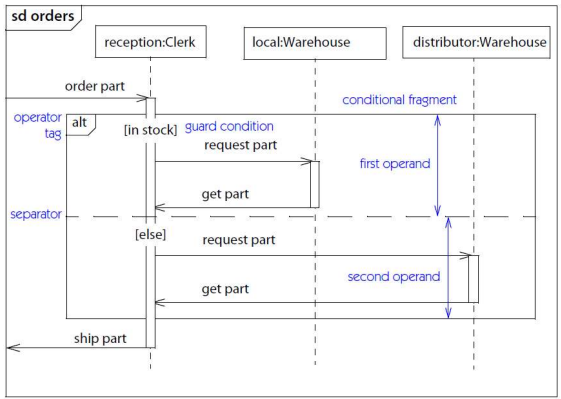 sd orders
reception:Clerk
local:Warehouse
distributor:Warehouse
order part
conditional fragment
operator
tag
alt
[in stock]
guard condition
request part
first operand
get part
separator
[else]
request part
second operand
get part
ship part